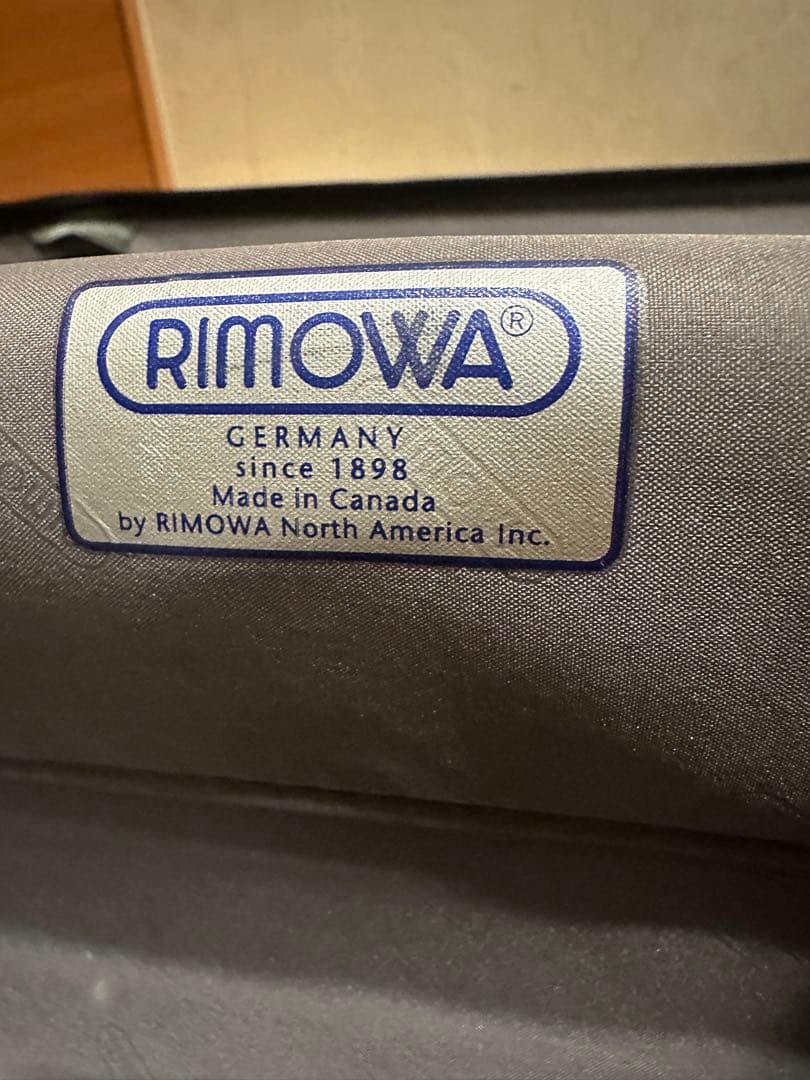 RIMOWA®
GERMANY
since 1898
Made in Canada
by RIMOWA North America Inc.